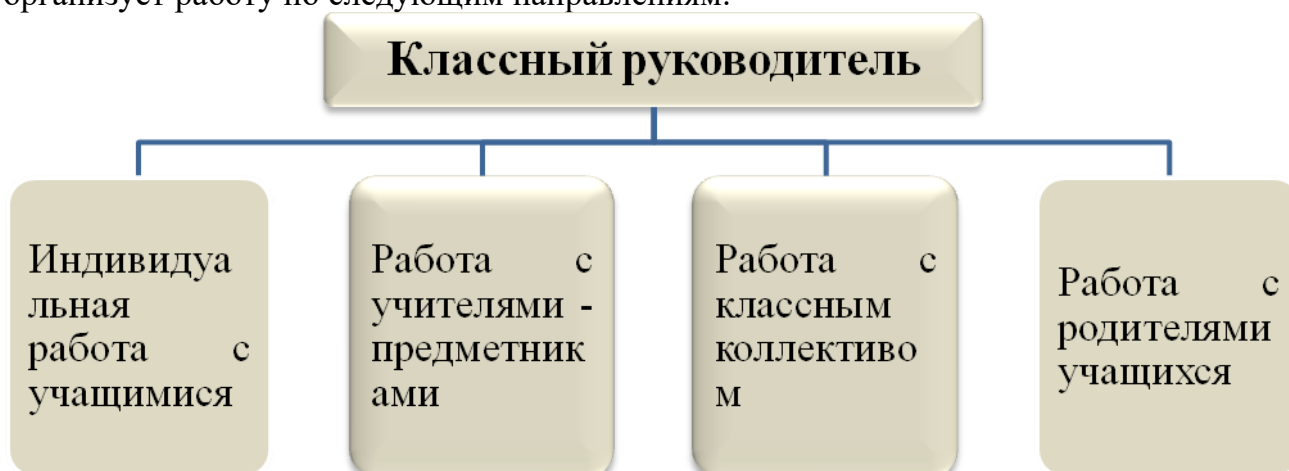 организует работу по следующим направлениям:
Классный руководитель
Индивидуа
льная
работа с
учащимися
Работа с
учителями -
предметник
ами
Работа с
классным
коллективо
м
Работа с
родителями
учащихся